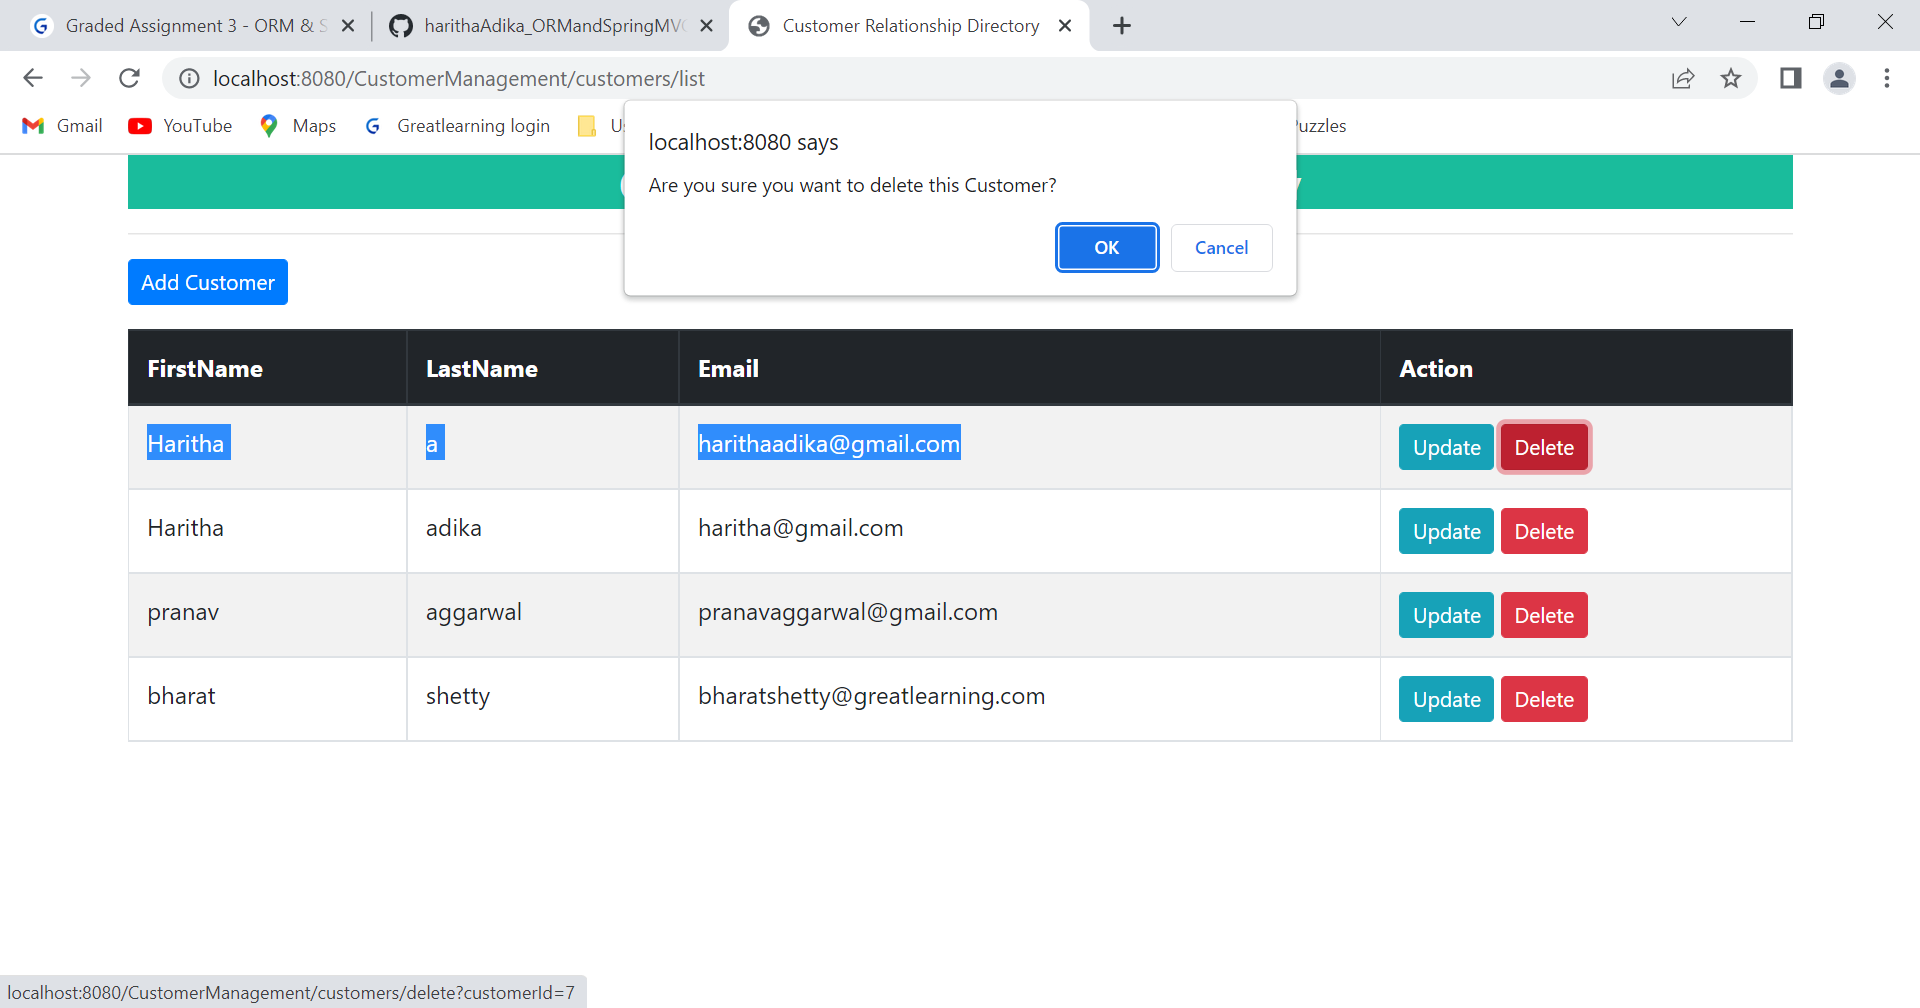 Graded Assignment 3 - ORM & S
harithaAdika_ORMandSpringMV
Customer Relationship Directory
localhost:8080/CustomerManagement/customers/list
Gmail YouTube Maps Greatlearning login
localhost:8080 says
Are you sure you want to delete this Customer?
OK Cancel
Add Customer
FirstName LastName Email Action
Haritha a harithaadika@gmail.com Update Delete
Haritha adika haritha@gmail.com Update Delete
pranav aggarwal pranavaggarwal@gmail.com Update Delete
bharat shetty bharatshetty@greatlearning.com Update Delete
localhost:8080/CustomerManagement/customers/delete?customerId=7